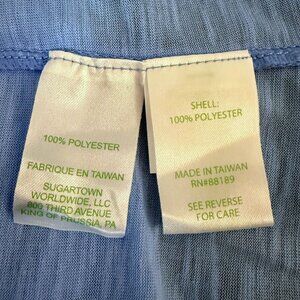 100% POLYESTER
FABRIQUE EN TAIWAN
SUGARTOWN
WORLDWIDE, LLC
800 THIRD AVENUE
KING OF PRUSSIA, PA
SHELL:
100% POLYESTER
MADE IN TAIWAN
RN#88189
SEE REVERSE
FOR CARE